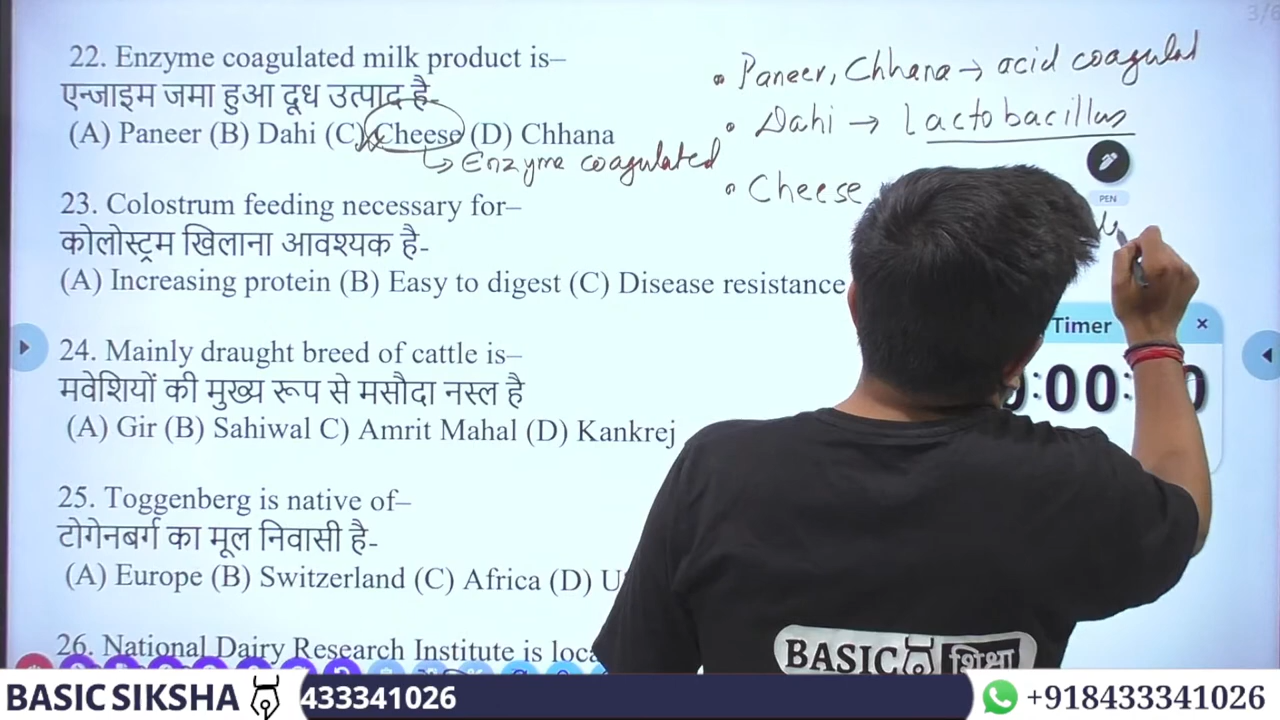 3/6
22. Enzyme coagulated milk product is–
एन्जाइम जमा हुआ दूध उत्पाद है-
(A) Paneer (B) Dahi (C) Cheese (D) Chhana
↳ Enzyme coagulated
• Paneer, Chhana → acid coagulat
• Dahi → Lactobacillus
• Cheese
PEN
23. Colostrum feeding necessary for–
कोलोस्ट्रम खिलाना आवश्यक है-
(A) Increasing protein (B) Easy to digest (C) Disease resistance
Timer
:00:
24. Mainly draught breed of cattle is–
मवेशियों की मुख्य रूप से मसौदा नस्ल है
(A) Gir (B) Sahiwal C) Amrit Mahal (D) Kankrej
25. Toggenberg is native of–
टोगेनबर्ग का मूल निवासी है-
(A) Europe (B) Switzerland (C) Africa (D) U
26. National Dairy Research Institute is loca
BASIC शिक्षा
BASIC SIKSHA 433341026 +918433341026